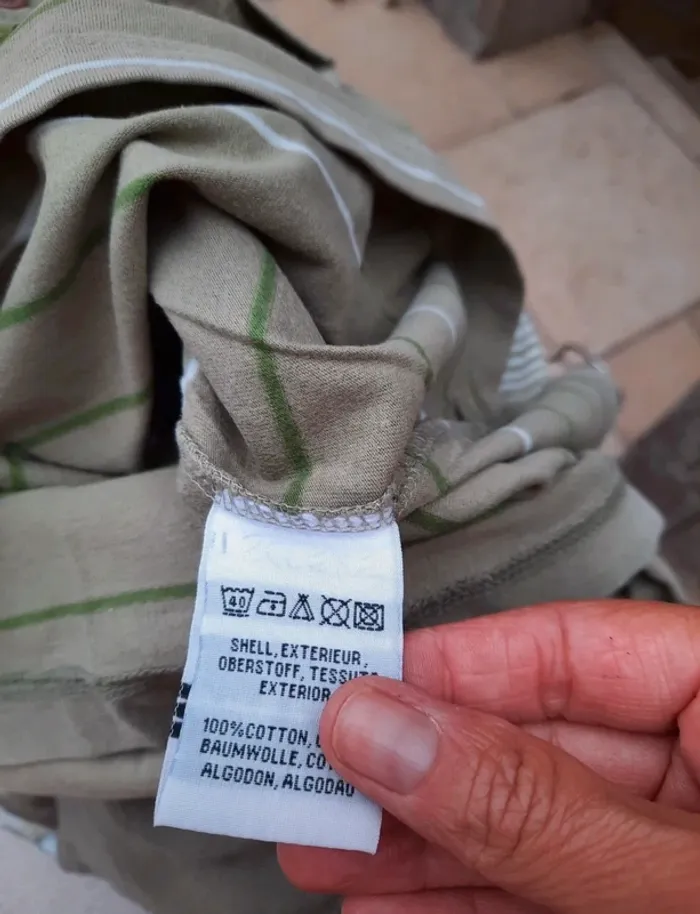 40
SHELL, EXTERIEUR,
OBERSTOFF, TESSUTO
EXTERIOR
100%COTTON,
BAUMWOLLE,
ALGODON, ALGODAO